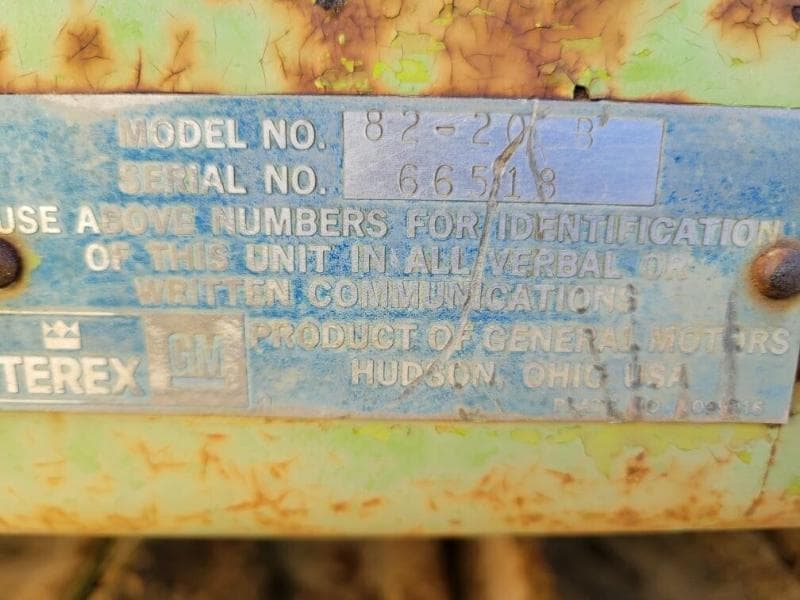 MODEL NO. 82-20 B
SERIAL NO. 66518
USE ABOVE NUMBERS FOR IDENTIFICATION
OF THIS UNIT IN ALL VERBAL OR
WRITTEN COMMUNICATIONS
TEREX GM PRODUCT OF GENERAL MOTORS
HUDSON, OHIO USA